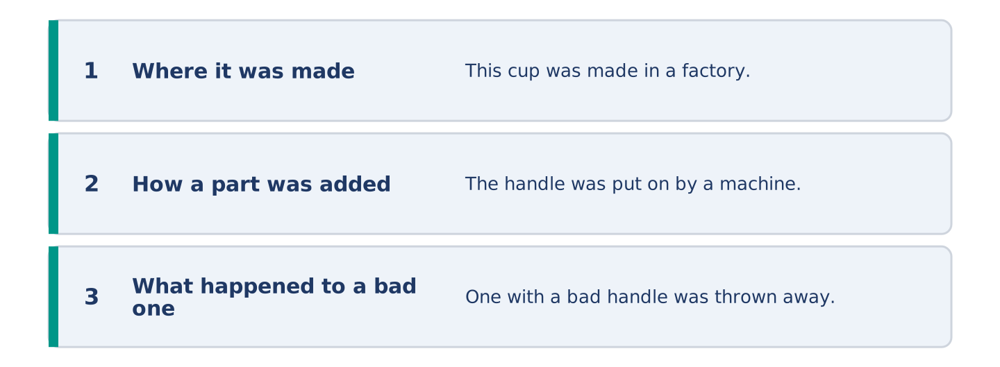 1 Where it was made This cup was made in a factory.
2 How a part was added The handle was put on by a machine.
3 What happened to a bad
one
One with a bad handle was thrown away.